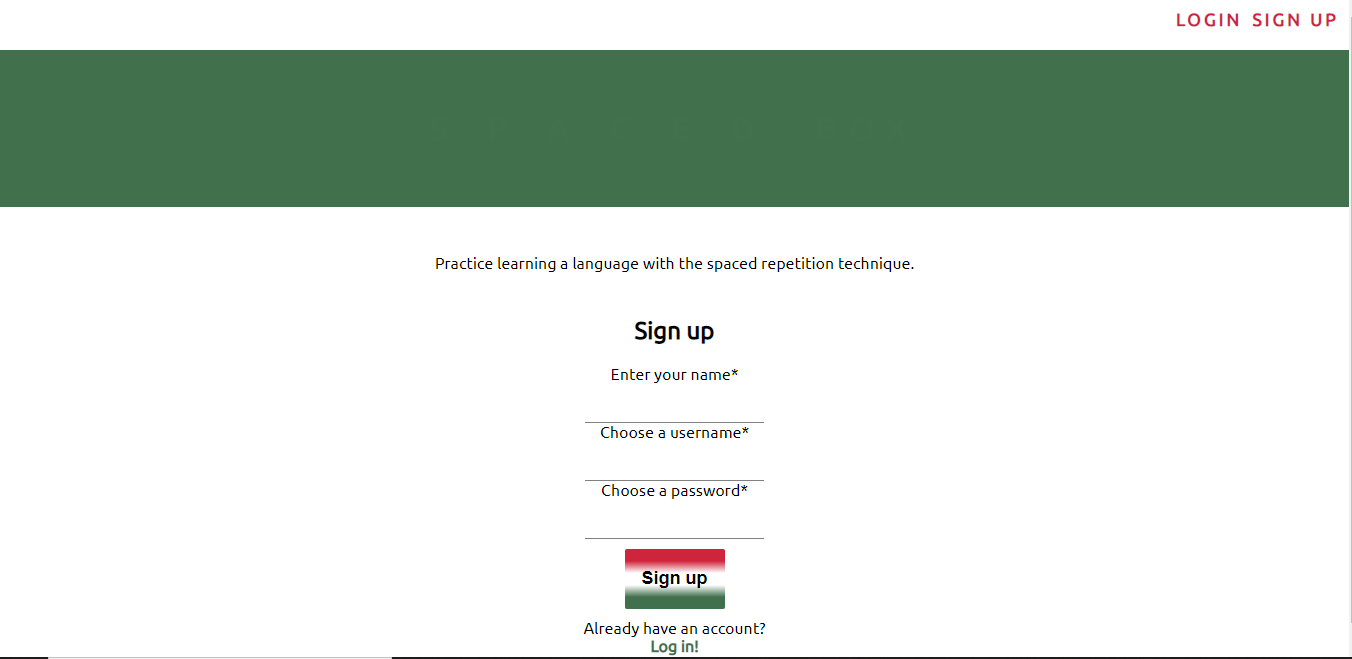 LOGIN SIGN UP
Practice learning a language with the spaced repetition technique.
Sign up
Enter your name*
Choose a username*
Choose a password*
Sign up
Already have an account?
Log in!